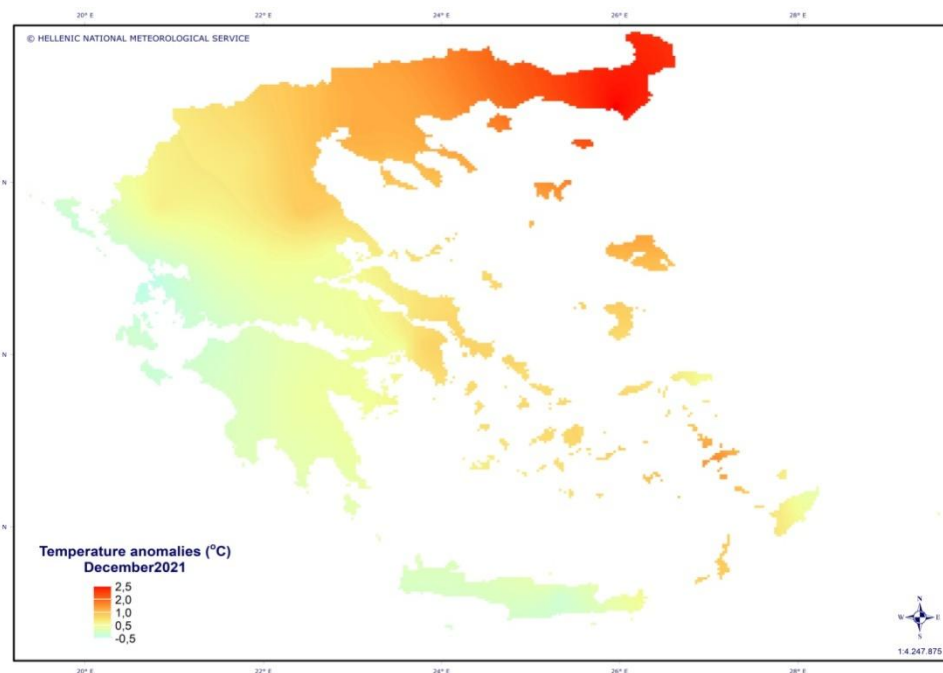 20° E 22° E 24° E 26° E 28° E
© HELLENIC NATIONAL METEOROLOGICAL SERVICE
N
N
N
Temperature anomalies (°C)
December2021
2,5
2,0
1,0
0,5
-0,5
N
W E
S
1:4.247.875
20° E 22° E 24° E 26° E 28° E